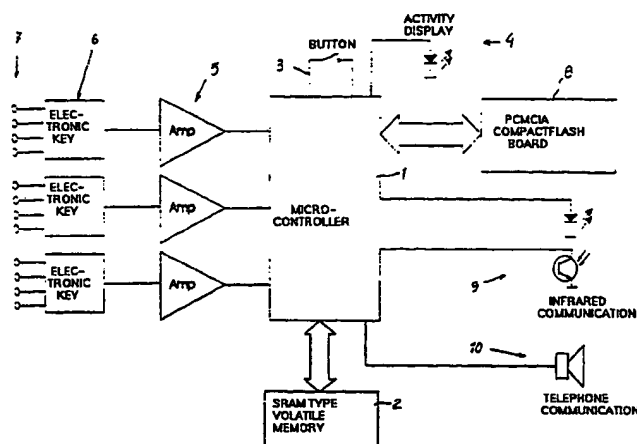 7
6
5
3
BUTTON
ACTIVITY
DISPLAY
4
8
ELEC-
TRONIC
KEY
Amp
PCMCIA
COMPACTFLASH
BOARD
1
ELEC-
TRONIC
KEY
Amp
MICRO-
CONTROLLER
ELEC-
TRONIC
KEY
Amp
9
INFRARED
COMMUNICATION
10
SRAM TYPE
VOLATILE
MEMORY
2
TELEPHONE
COMMUNICATION